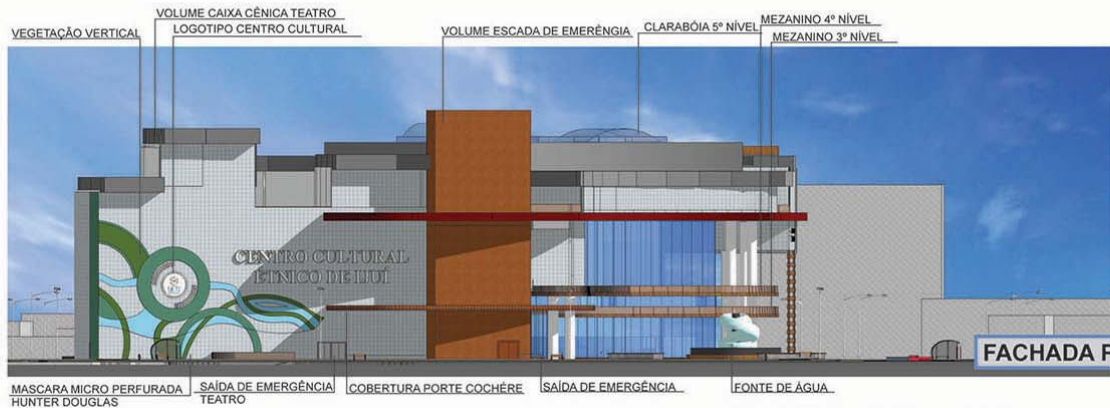 VOLUME CAIXA CÊNICA TEATRO
VEGETAÇÃO VERTICAL
LOGOTIPO CENTRO CULTURAL
VOLUME ESCADA DE EMERÊNGIA
CLARABÓIA 5º NÍVEL
MEZANINO 4º NÍVEL
MEZANINO 3º NÍVEL
CENTRO CULTURAL
ÉTNICO DE IJUÍ
FACHADA F
MASCARA MICRO PERFURADA
HUNTER DOUGLAS
SAÍDA DE EMERGÊNCIA
TEATRO
COBERTURA PORTE COCHÉRE
SAÍDA DE EMERGÊNCIA
FONTE DE ÁGUA